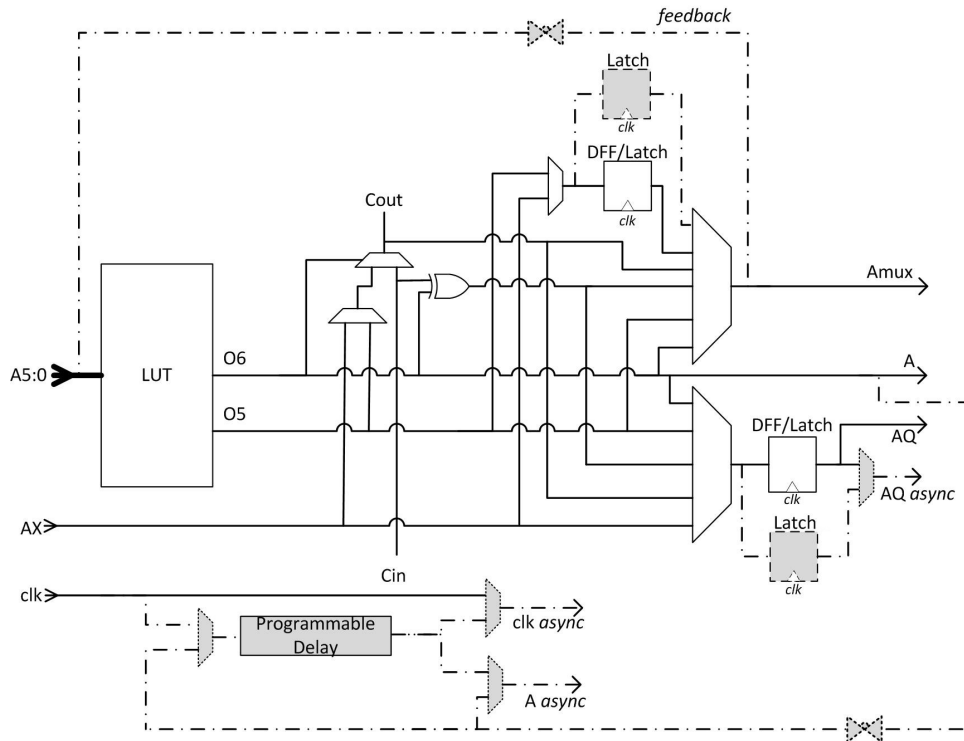 feedback
Latch
clk
DFF/Latch
clk
Cout
Amux
A5:0
LUT
O6
A
O5
DFF/Latch
AQ
clk
AQ async
AX
Latch
clk
Cin
clk
Programmable
Delay
clk async
A async